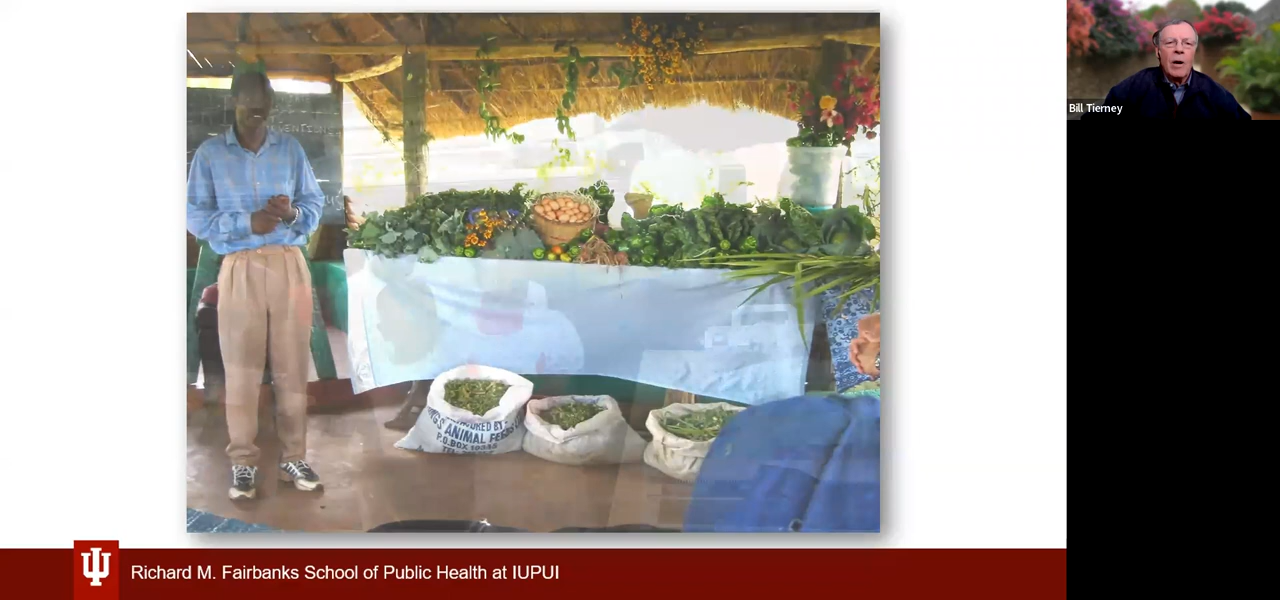 Bill Tierney
ANIMAL FEEDS
P.O.BOX
Richard M. Fairbanks School of Public Health at IUPUI